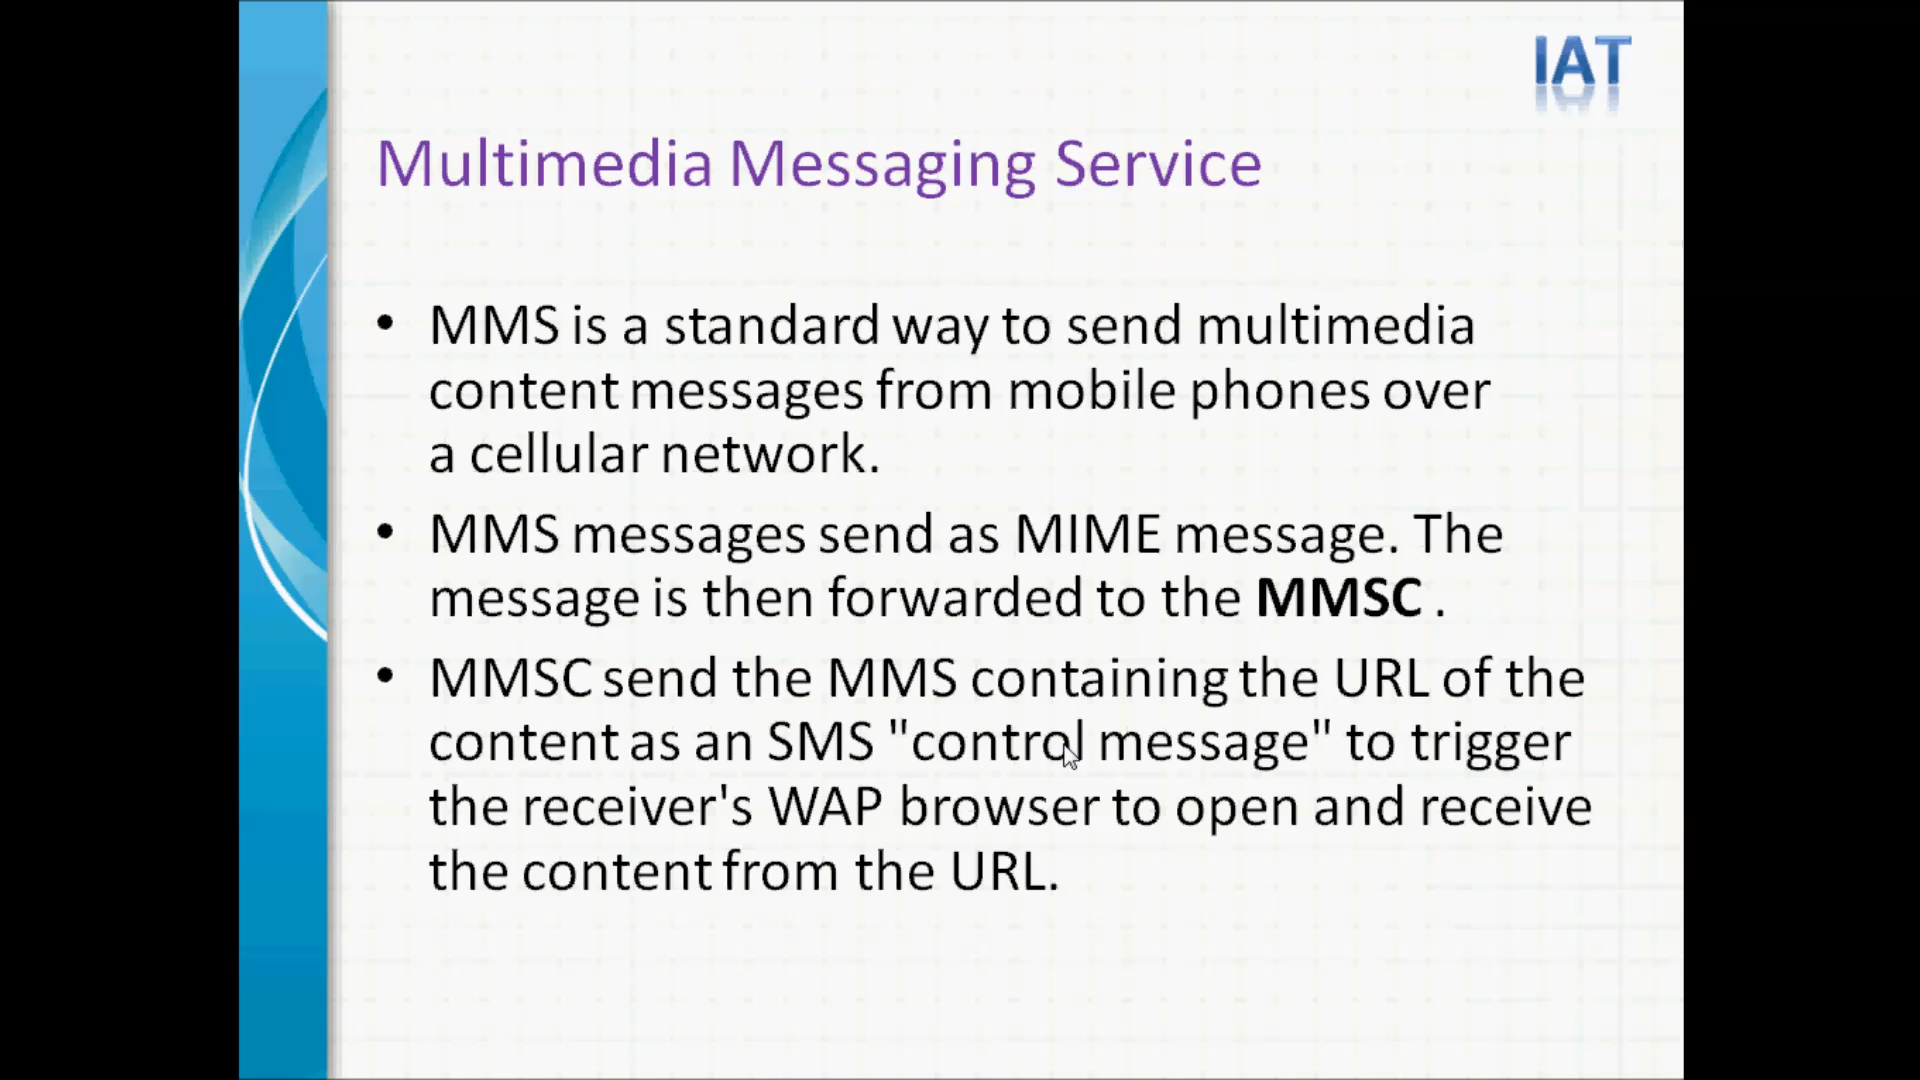 IAT
Multimedia Messaging Service
• MMS is a standard way to send multimedia
content messages from mobile phones over
a cellular network.
• MMS messages send as MIME message. The
message is then forwarded to the MMSC .
• MMSC send the MMS containing the URL of the
content as an SMS "control message" to trigger
the receiver's WAP browser to open and receive
the content from the URL.